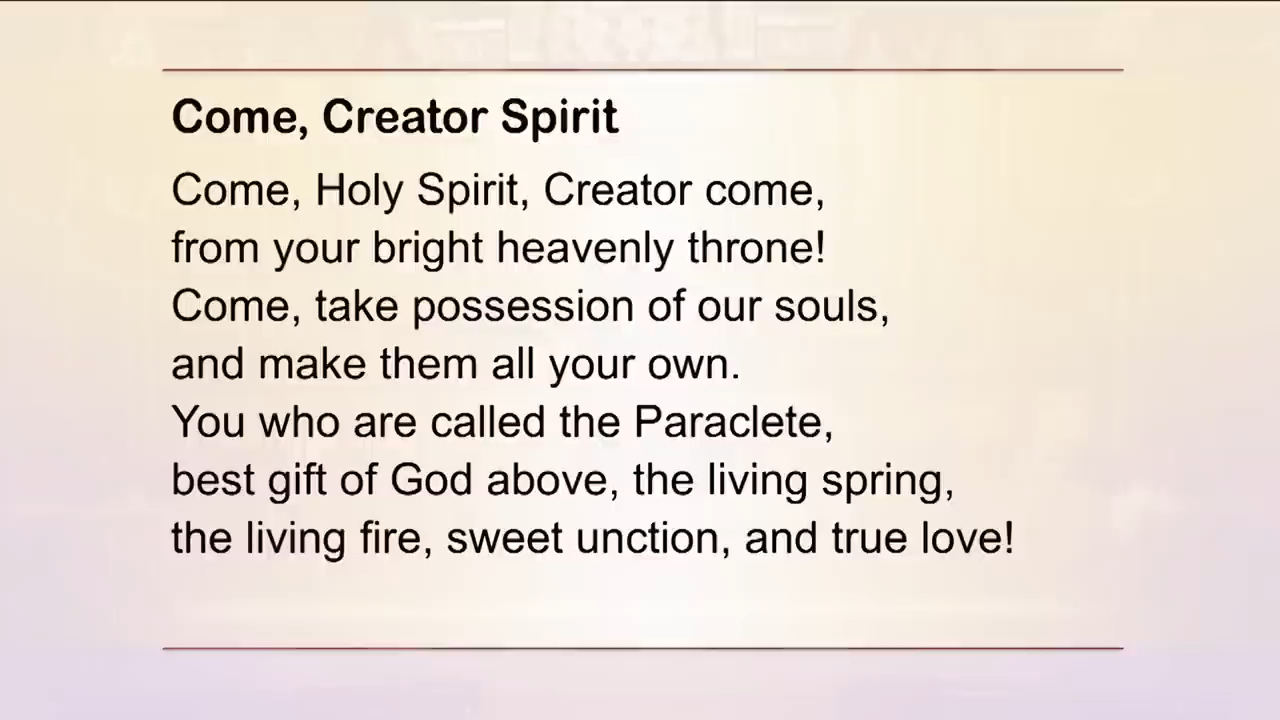 Come, Creator Spirit
Come, Holy Spirit, Creator come,
from your bright heavenly throne!
Come, take possession of our souls,
and make them all your own.
You who are called the Paraclete,
best gift of God above, the living spring,
the living fire, sweet unction, and true love!